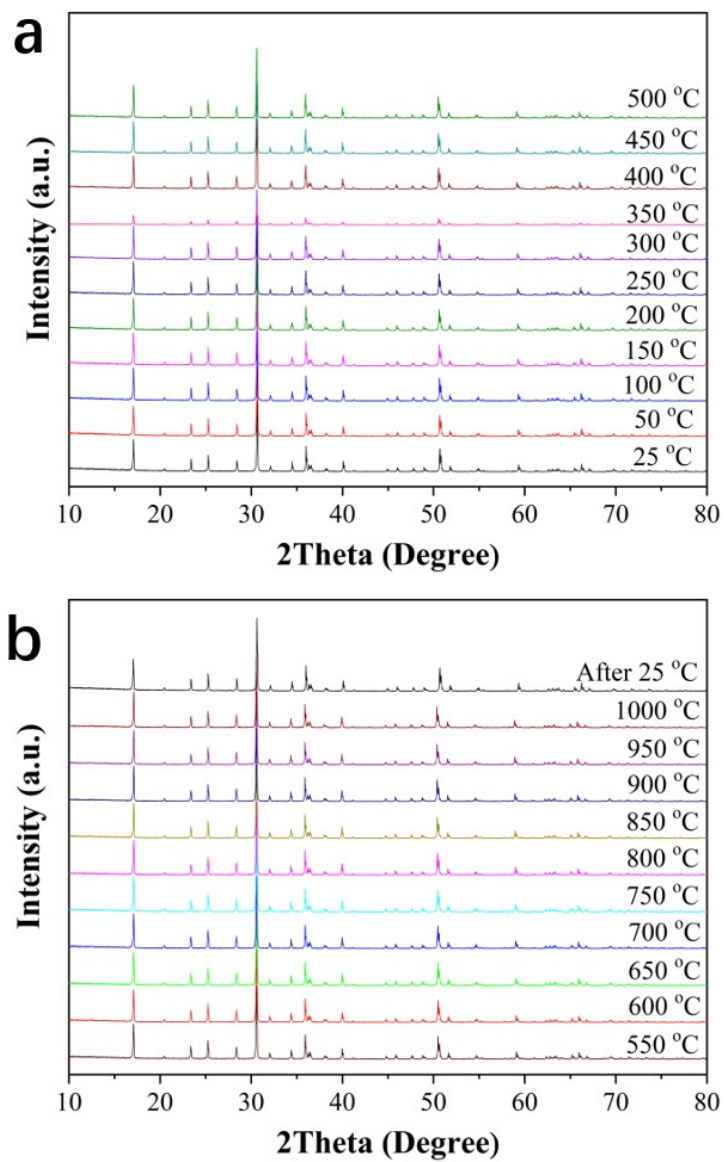 a
500 °C
450 °C
400 °C
350 °C
300 °C
250 °C
200 °C
150 °C
100 °C
50 °C
25 °C
Intensity (a.u.)
10 20 30 40 50 60 70 80
2Theta (Degree)
b
After 25 °C
1000 °C
950 °C
900 °C
850 °C
800 °C
750 °C
700 °C
650 °C
600 °C
550 °C
Intensity (a.u.)
10 20 30 40 50 60 70 80
2Theta (Degree)